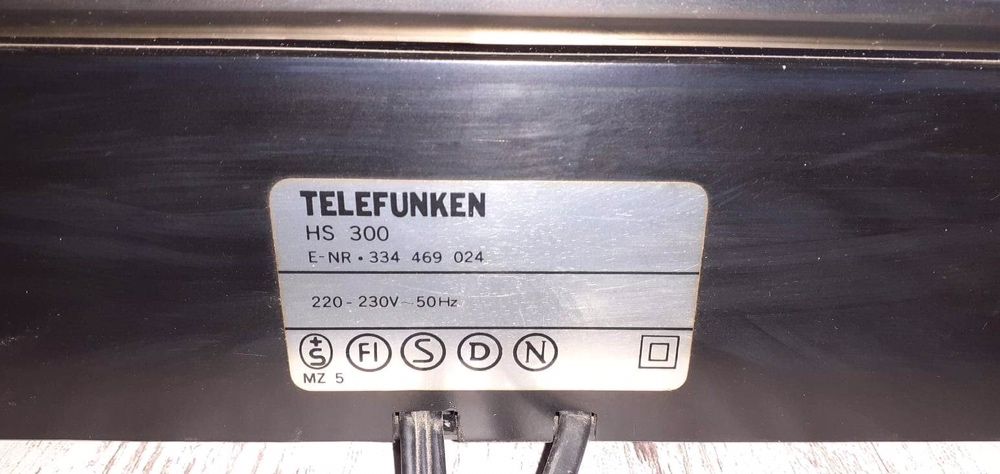 TELEFUNKEN
HS 300
E-NR • 334 469 024
220 - 230V ~ 50Hz
+S FI S D N
MZ 5